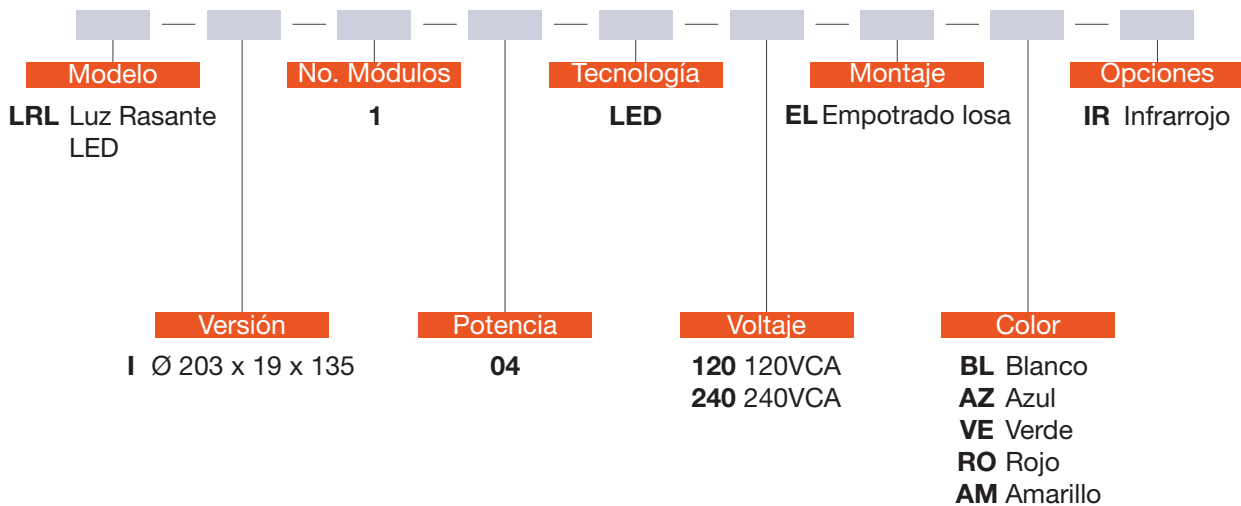 Modelo
No. Módulos
Tecnología
Montaje
Opciones
LRL Luz Rasante
LED
1
LED
EL Empotrado losa
IR Infrarrojo
Versión
Potencia
Voltaje
Color
I Ø 203 x 19 x 135
04
120 120VCA
240 240VCA
BL Blanco
AZ Azul
VE Verde
RO Rojo
AM Amarillo